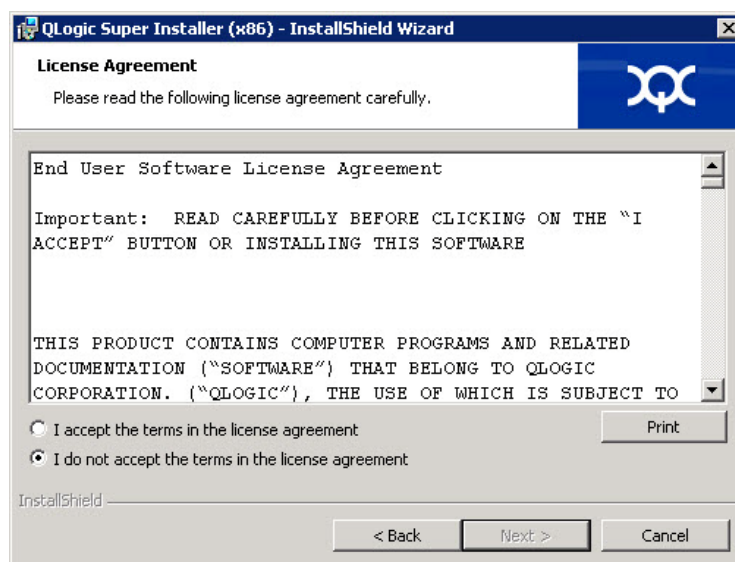 QLogic Super Installer (x86) - InstallShield Wizard
License Agreement
Please read the following license agreement carefully.
End User Software License Agreement
Important:  READ CAREFULLY BEFORE CLICKING ON THE “I
ACCEPT” BUTTON OR INSTALLING THIS SOFTWARE
THIS PRODUCT CONTAINS COMPUTER PROGRAMS AND RELATED
DOCUMENTATION (“SOFTWARE”) THAT BELONG TO QLOGIC
CORPORATION. (“QLOGIC”), THE USE OF WHICH IS SUBJECT TO
I accept the terms in the license agreement
Print
I do not accept the terms in the license agreement
InstallShield
< Back
Next >
Cancel